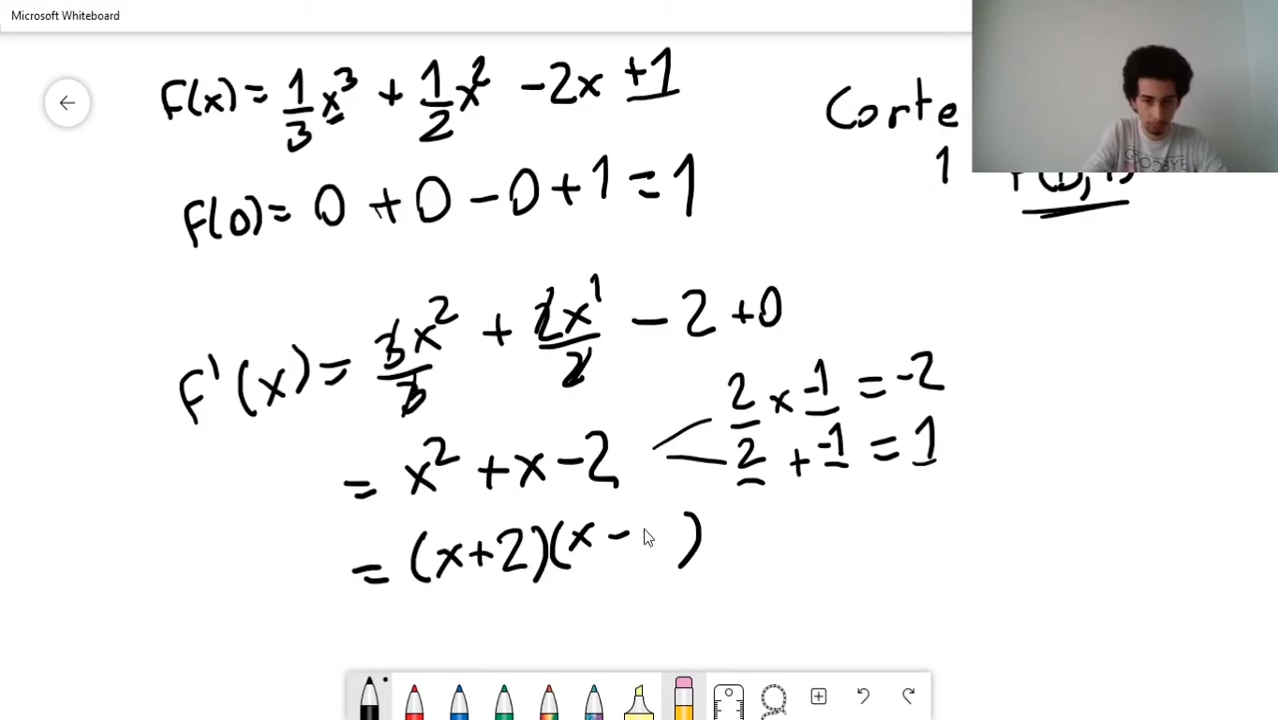 Microsoft Whiteboard
F(x) = 1/3 x³ + 1/2 x² - 2x + 1
Corte
1
F(0) = 0 + 0 - 0 + 1 = 1
F'(x) = 3x²/3 + 2x¹/2 - 2 + 0
2 x -1 = -2
= x² + x - 2
2 + -1 = 1
= (x+2)(x- )